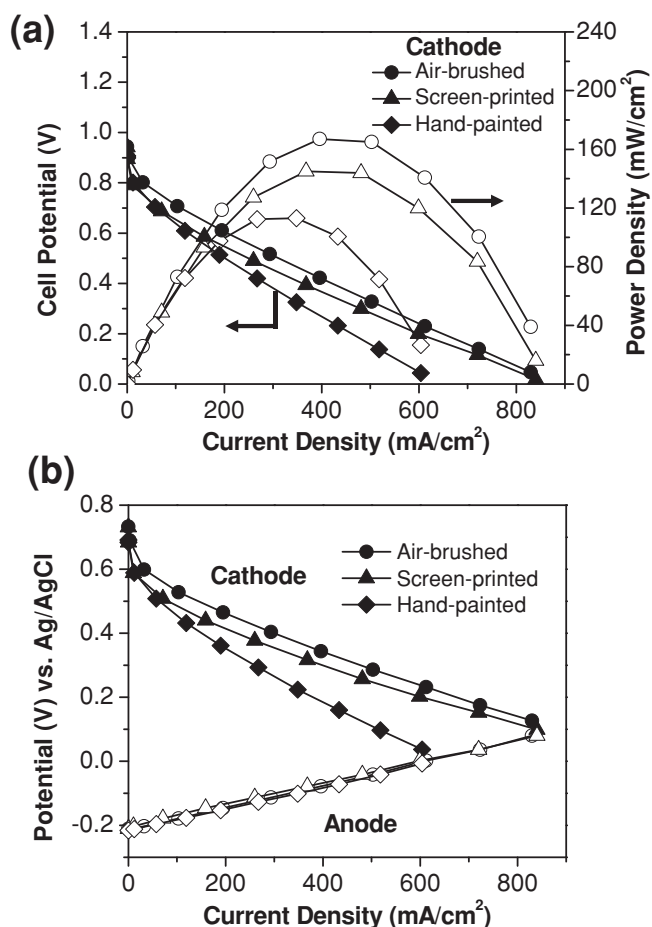 (a)
1.4
1.2
1.0
0.8
0.6
0.4
0.2
0.0
Cell Potential (V)
Cathode
Air-brushed
Screen-printed
Hand-painted
240
200
160
120
80
40
0
Power Density (mW/cm²)
0 200 400 600 800
Current Density (mA/cm²)
(b)
0.8
0.6
0.4
0.2
0.0
-0.2
Potential (V) vs. Ag/AgCl
Cathode
Air-brushed
Screen-printed
Hand-painted
Anode
0 200 400 600 800
Current Density (mA/cm²)